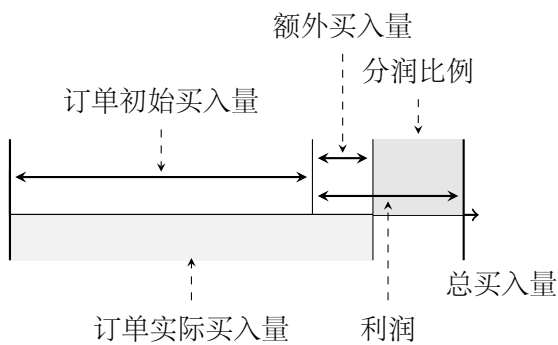 额外买入量
分润比例
订单初始买入量
总买入量
订单实际买入量
利润